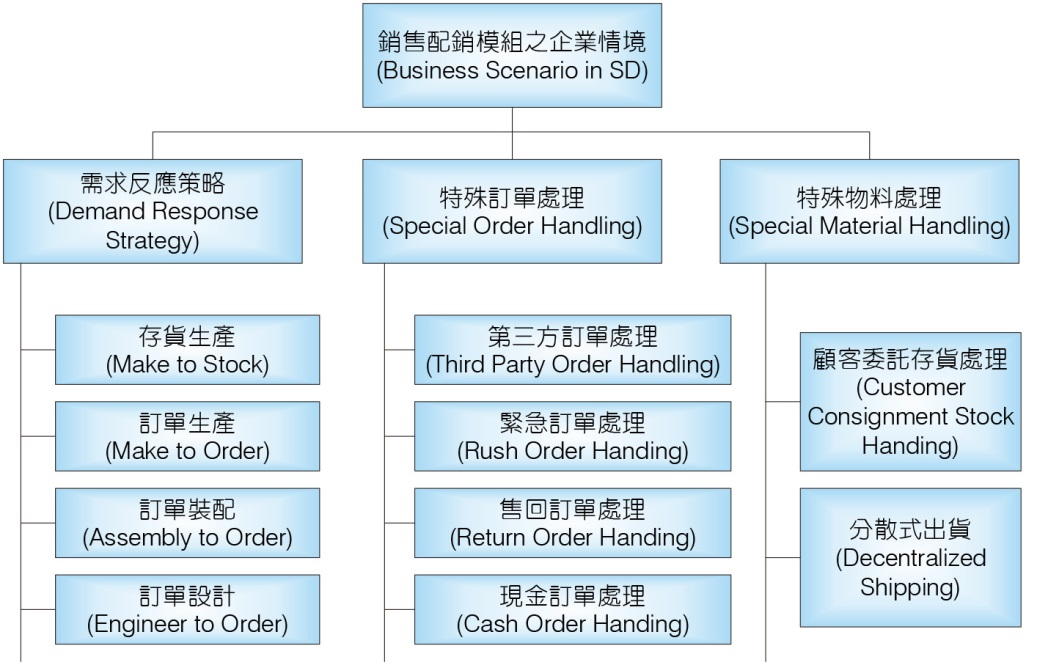 銷售配銷模組之企業情境
(Business Scenario in SD)
需求反應策略
(Demand Response
Strategy)
存貨生產
(Make to Stock)
訂單生產
(Make to Order)
訂單裝配
(Assembly to Order)
訂單設計
(Engineer to Order)
特殊訂單處理
(Special Order Handling)
第三方訂單處理
(Third Party Order Handling)
緊急訂單處理
(Rush Order Handing)
售回訂單處理
(Return Order Handing)
現金訂單處理
(Cash Order Handing)
特殊物料處理
(Special Material Handling)
顧客委託存貨處理
(Customer
Consignment Stock
Handing)
分散式出貨
(Decentralized
Shipping)